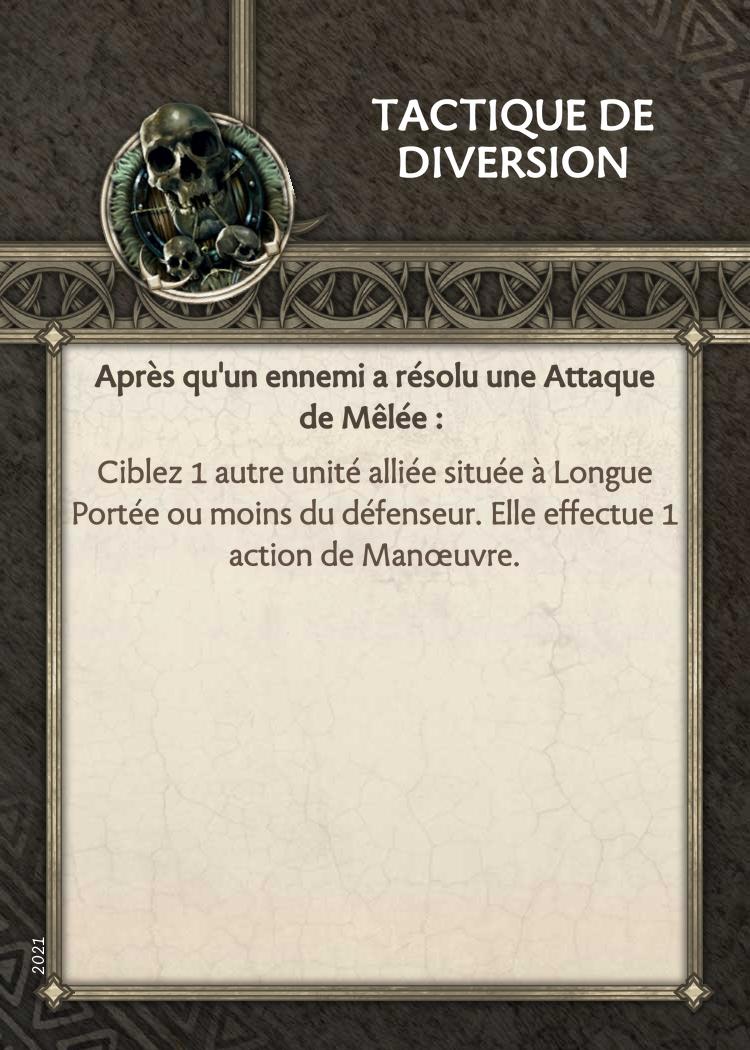 TACTIQUE DE
DIVERSION
Après qu'un ennemi a résolu une Attaque
de Mêlée :
Ciblez 1 autre unité alliée située à Longue
Portée ou moins du défenseur. Elle effectue 1
action de Manœuvre.
2021